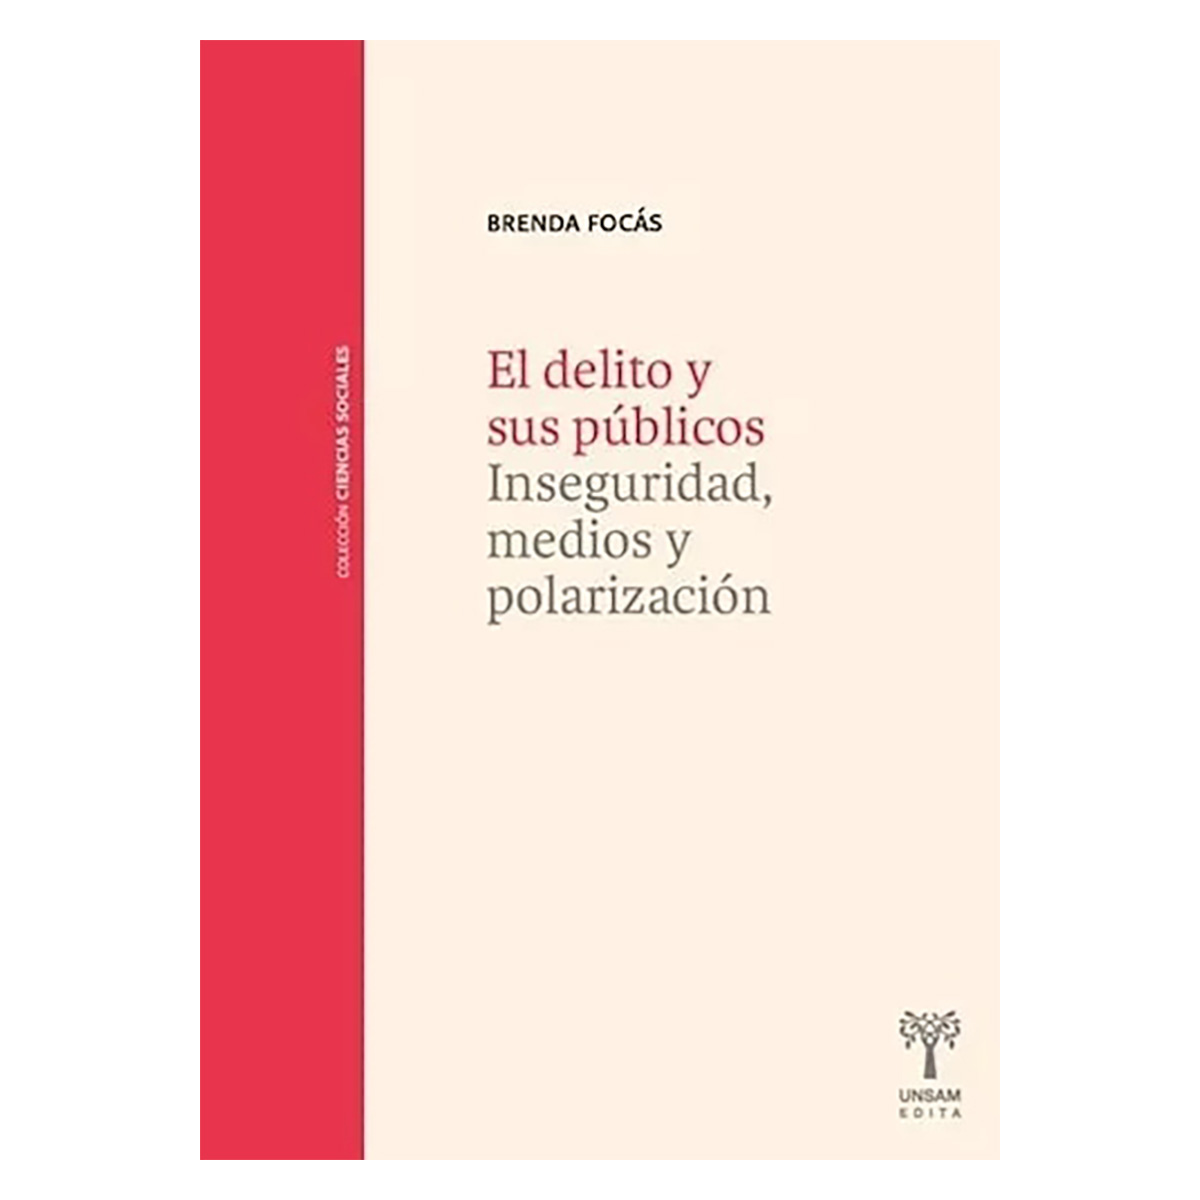 BRENDA FOCÁS
El delito y
sus públicos
Inseguridad,
medios y
polarización
COLECCIÓN CIENCIAS SOCIALES
UNSAM
EDITA